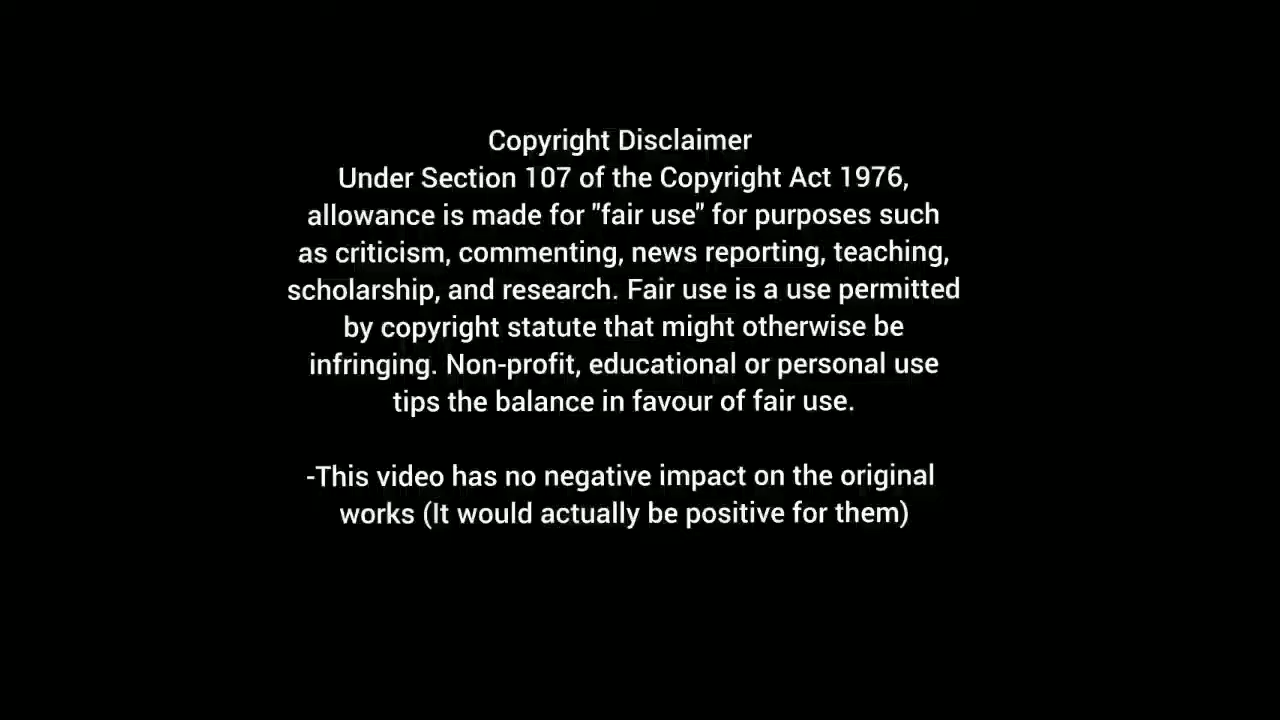 Copyright Disclaimer
Under Section 107 of the Copyright Act 1976,
allowance is made for "fair use" for purposes such
as criticism, commenting, news reporting, teaching,
scholarship, and research. Fair use is a use permitted
by copyright statute that might otherwise be
infringing. Non-profit, educational or personal use
tips the balance in favour of fair use.
-This video has no negative impact on the original
works (It would actually be positive for them)